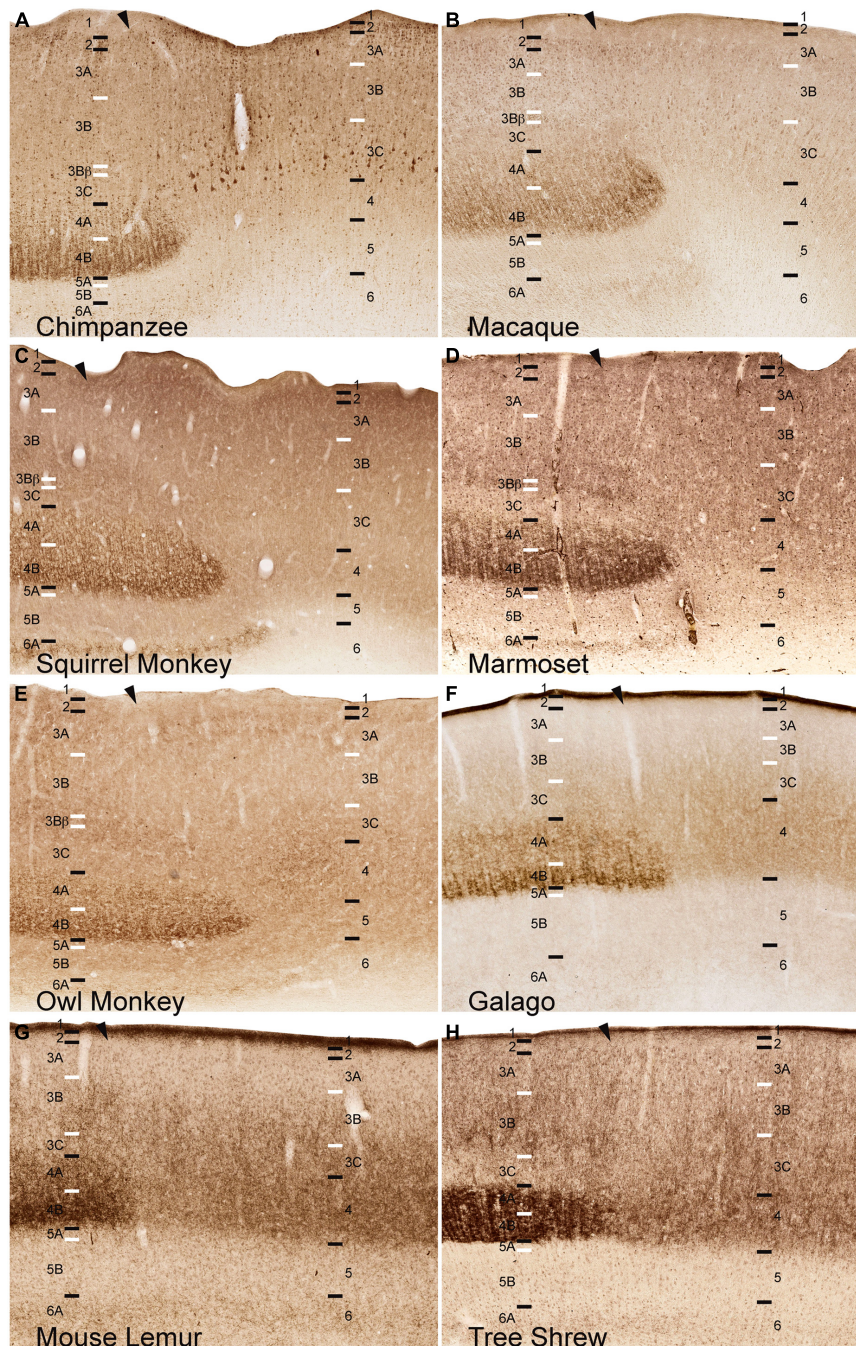 A
1
2
3A
3B
3Bβ
3C
4A
4B
5A
5B
6A
1
2
3A
3B
3C
4
5
6
Chimpanzee
B
1
2
3A
3B
3Bβ
3C
4A
4B
5A
5B
6A
1
2
3A
3B
3C
4
5
6
Macaque
C
1
2
3A
3B
3Bβ
3C
4A
4B
5A
5B
6A
1
2
3A
3B
3C
4
5
6
Squirrel Monkey
D
1
2
3A
3B
3Bβ
3C
4A
4B
5A
5B
6A
1
2
3A
3B
3C
4
5
6
Marmoset
E
1
2
3A
3B
3Bβ
3C
4A
4B
5A
5B
6A
1
2
3A
3B
3C
4
5
6
Owl Monkey
F
1
2
3A
3B
3C
4A
4B
5A
5B
6A
1
2
3A
3B
3C
4
5
6
Galago
G
1
2
3A
3B
3C
4A
4B
5A
5B
6A
1
2
3A
3B
3C
4
5
6
Mouse Lemur
H
1
2
3A
3B
3C
4A
4B
5A
5B
6A
1
2
3A
3B
3C
4
5
6
Tree Shrew